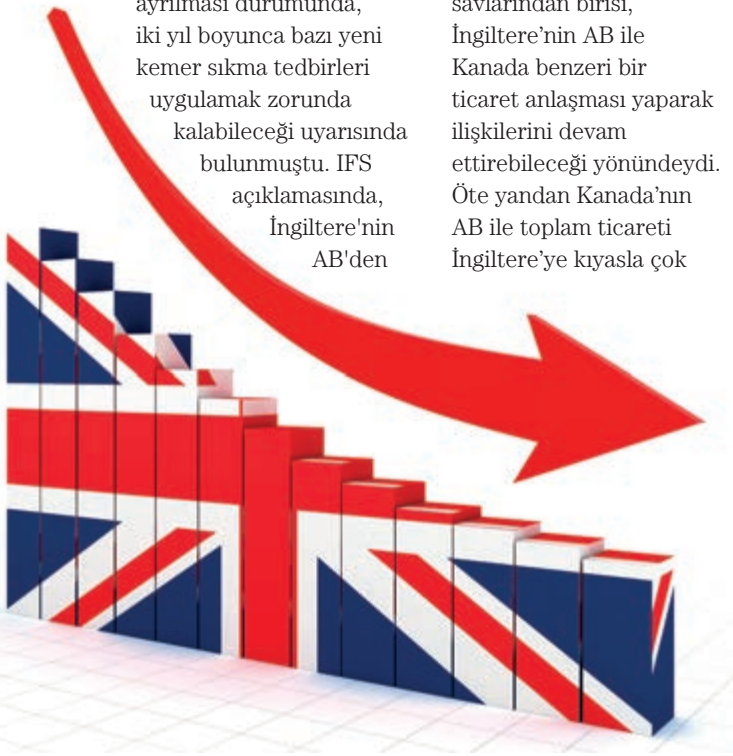 ayrılması durumunda,
iki yıl boyunca bazı yeni
kemer sıkma tedbirleri
uygulamak zorunda
kalabileceği uyarısında
bulunmuştu. IFS
açıklamasında,
İngiltere'nin
AB'den
savlarından birisi,
İngiltere’nin AB ile
Kanada benzeri bir
ticaret anlaşması yaparak
ilişkilerini devam
ettirebileceği yönündeydi.
Öte yandan Kanada’nın
AB ile toplam ticareti
İngiltere’ye kıyasla çok